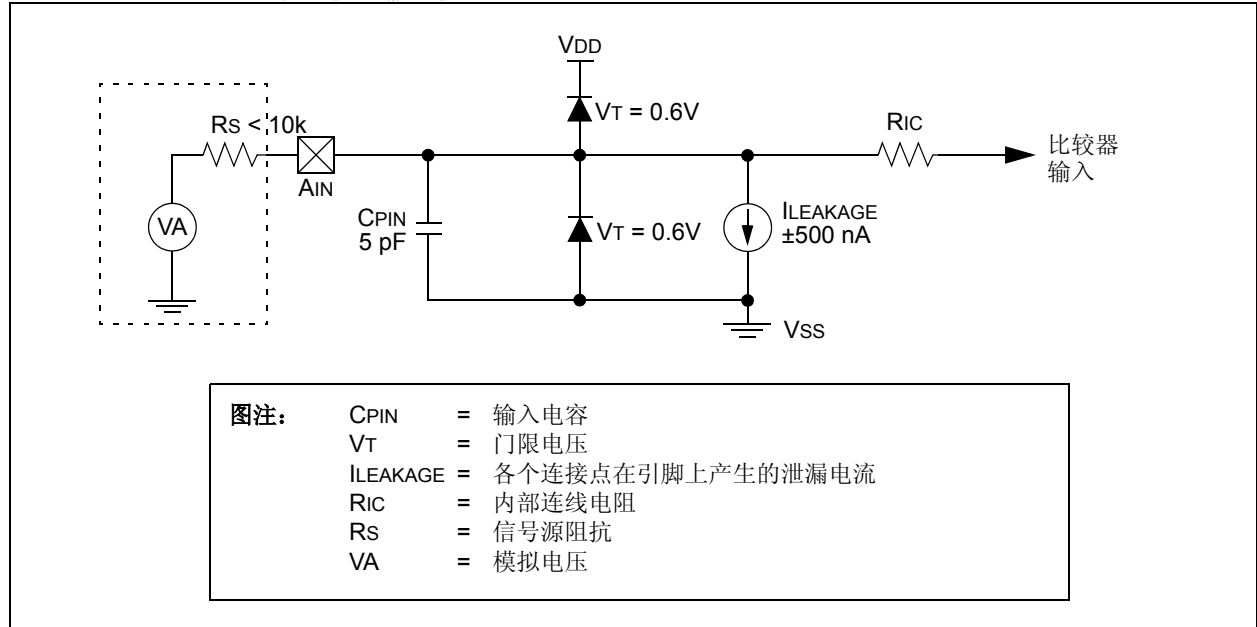 VDD
VT = 0.6V
RS < 10k
RIC
AIN
比较器
输入
VA
CPIN
5 pF
VT = 0.6V
ILEAKAGE
±500 nA
VSS
图注： CPIN = 输入电容
VT = 门限电压
ILEAKAGE = 各个连接点在引脚上产生的泄漏电流
RIC = 内部连线电阻
RS = 信号源阻抗
VA = 模拟电压